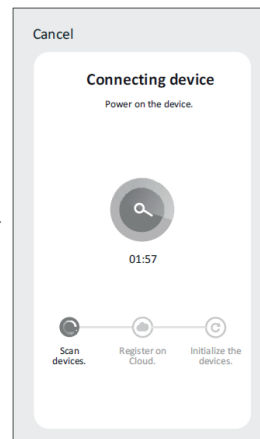 Cancel
Connecting device
Power on the device.
01:57
Scan
devices.
Register on
Cloud.
Initialize the
devices.